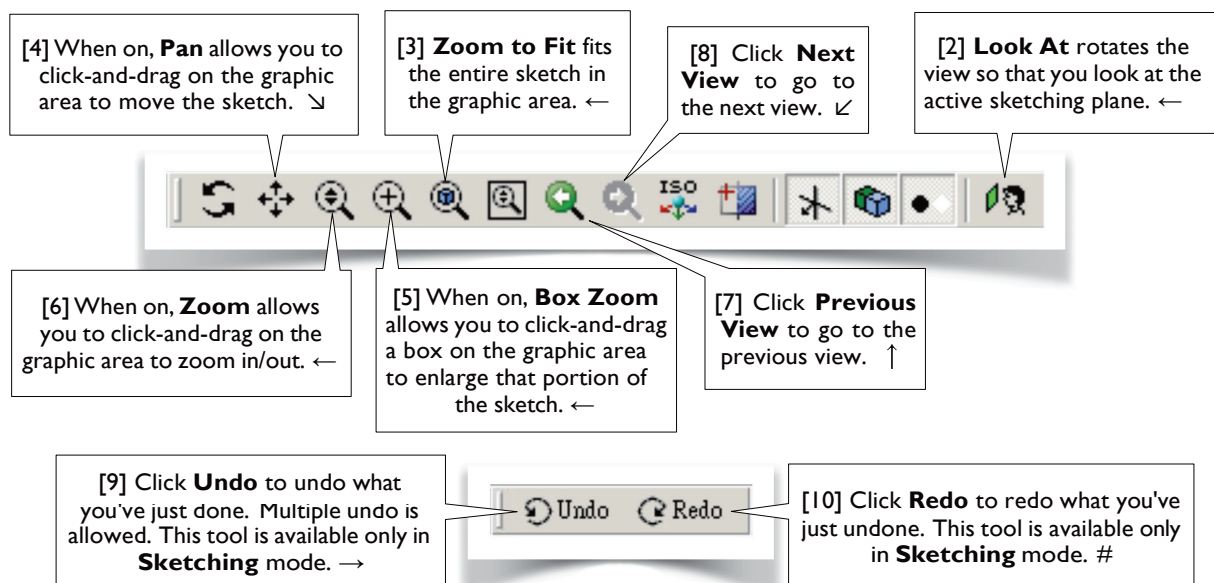 [4] When on, Pan allows you to
click-and-drag on the graphic
area to move the sketch. ↘
[3] Zoom to Fit fits
the entire sketch in
the graphic area. ←
[8] Click Next
View to go to
the next view. ↙
[2] Look At rotates the
view so that you look at the
active sketching plane. ←
ISO
[6] When on, Zoom allows
you to click-and-drag on the
graphic area to zoom in/out. ←
[5] When on, Box Zoom
allows you to click-and-drag
a box on the graphic area
to enlarge that portion of
the sketch. ←
[7] Click Previous
View to go to the
previous view. ↑
[9] Click Undo to undo what
you've just done. Multiple undo is
allowed. This tool is available only in
Sketching mode. →
Undo Redo
[10] Click Redo to redo what you've
just undone. This tool is available only
in Sketching mode. #